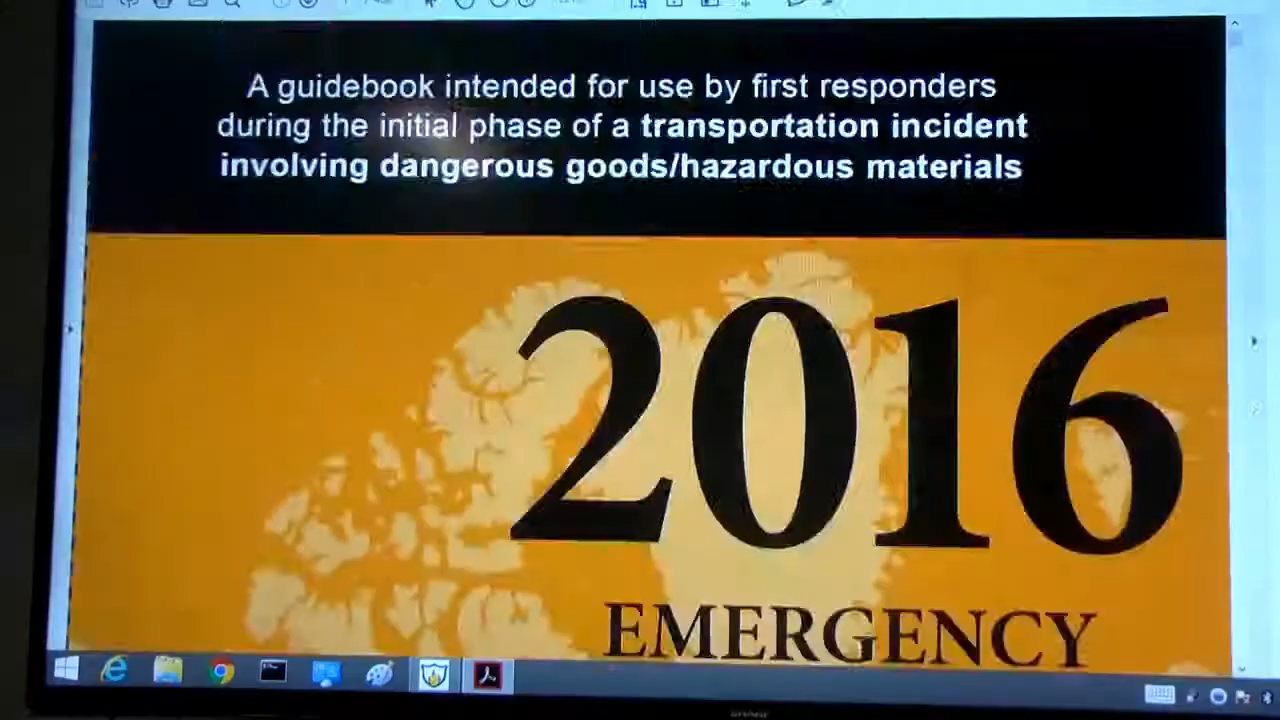 A guidebook intended for use by first responders
during the initial phase of a transportation incident
involving dangerous goods/hazardous materials
2016
EMERGENCY